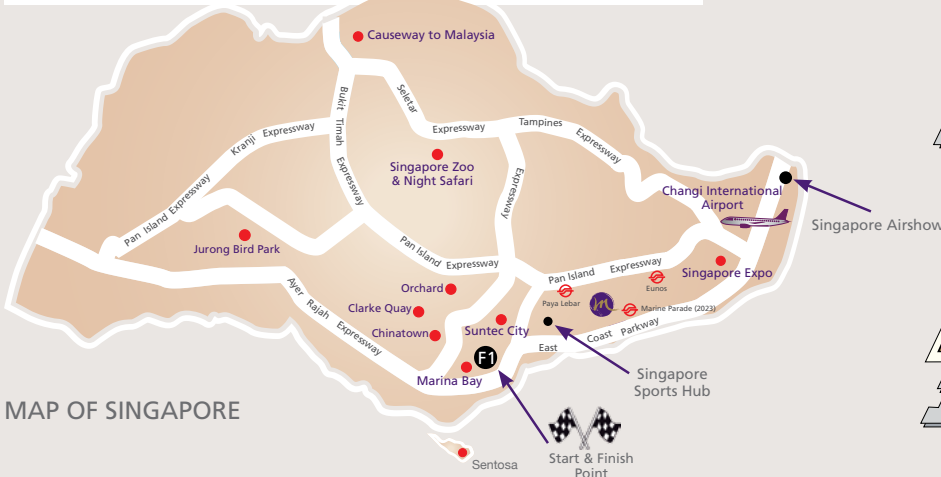 Causeway to Malaysia
Seletar
Expressway
Tampines
Expressway
Bukit Timah Expressway
Kranji Expressway
Singapore Zoo
& Night Safari
Expressway
Changi International
Airport
Singapore Airshow
Pan Island Expressway
Jurong Bird Park
Pan Island Expressway
Pan Island Expressway
Singapore Expo
Eunos
Paya Lebar
Marine Parade (2023)
Orchard
Clarke Quay
Chinatown
Suntec City
Ayer Rajah Expressway
East Coast Parkway
F1
Marina Bay
Singapore
Sports Hub
MAP OF SINGAPORE
Start & Finish
Point
Sentosa